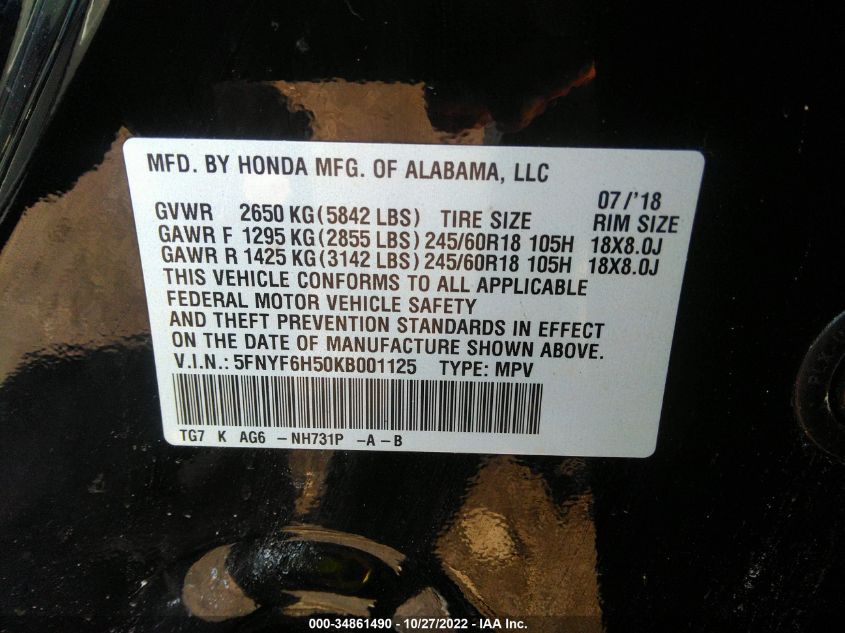 MFD. BY HONDA MFG. OF ALABAMA, LLC
07/'18
GVWR 2650 KG (5842 LBS) TIRE SIZE RIM SIZE
GAWR F 1295 KG (2855 LBS) 245/60R18 105H 18X8.0J
GAWR R 1425 KG (3142 LBS) 245/60R18 105H 18X8.0J
THIS VEHICLE CONFORMS TO ALL APPLICABLE
FEDERAL MOTOR VEHICLE SAFETY
AND THEFT PREVENTION STANDARDS IN EFFECT
ON THE DATE OF MANUFACTURE SHOWN ABOVE.
V.I.N.: 5FNYF6H50KB001125 TYPE: MPV
TG7 K AG6 -NH731P -A-B
000-34861490 - 10/27/2022 - IAA Inc.